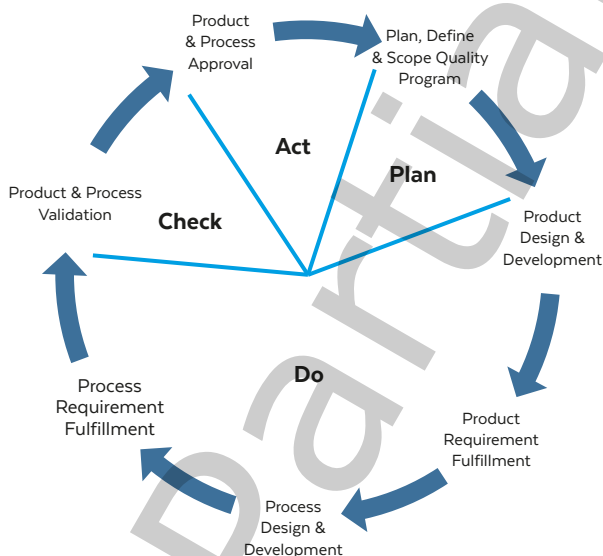 Product
& Process
Approval
Plan, Define
& Scope Quality
Program
Act
Plan
Product & Process
Validation
Check
Product
Design &
Development
Do
Process
Requirement
Fulfillment
Product
Requirement
Fulfillment
Process
Design &
Development
Partia